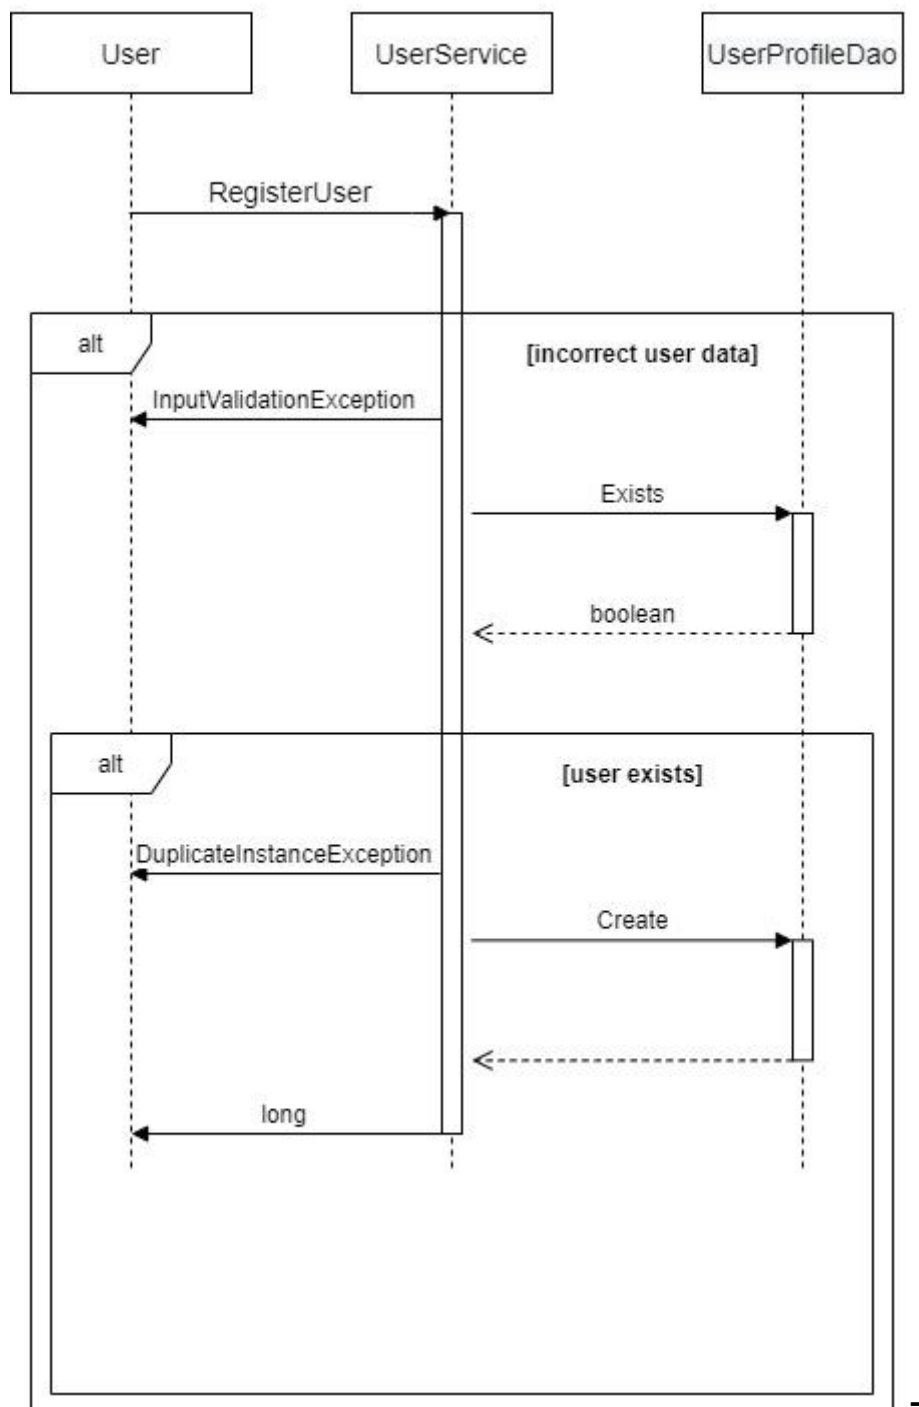 User
UserService
UserProfileDao
RegisterUser
alt
[incorrect user data]
InputValidationException
Exists
boolean
alt
[user exists]
DuplicateInstanceException
Create
long